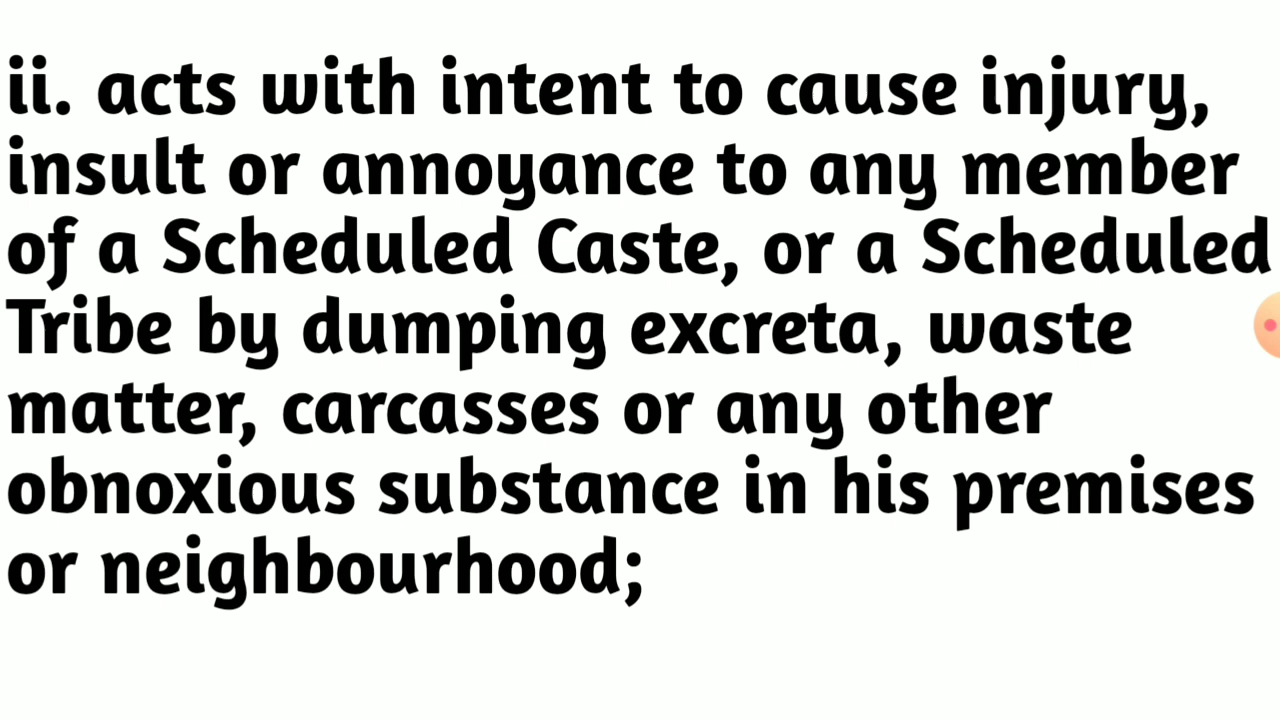 ii. acts with intent to cause injury,
insult or annoyance to any member
of a Scheduled Caste, or a Scheduled
Tribe by dumping excreta, waste
matter, carcasses or any other
obnoxious substance in his premises
or neighbourhood;